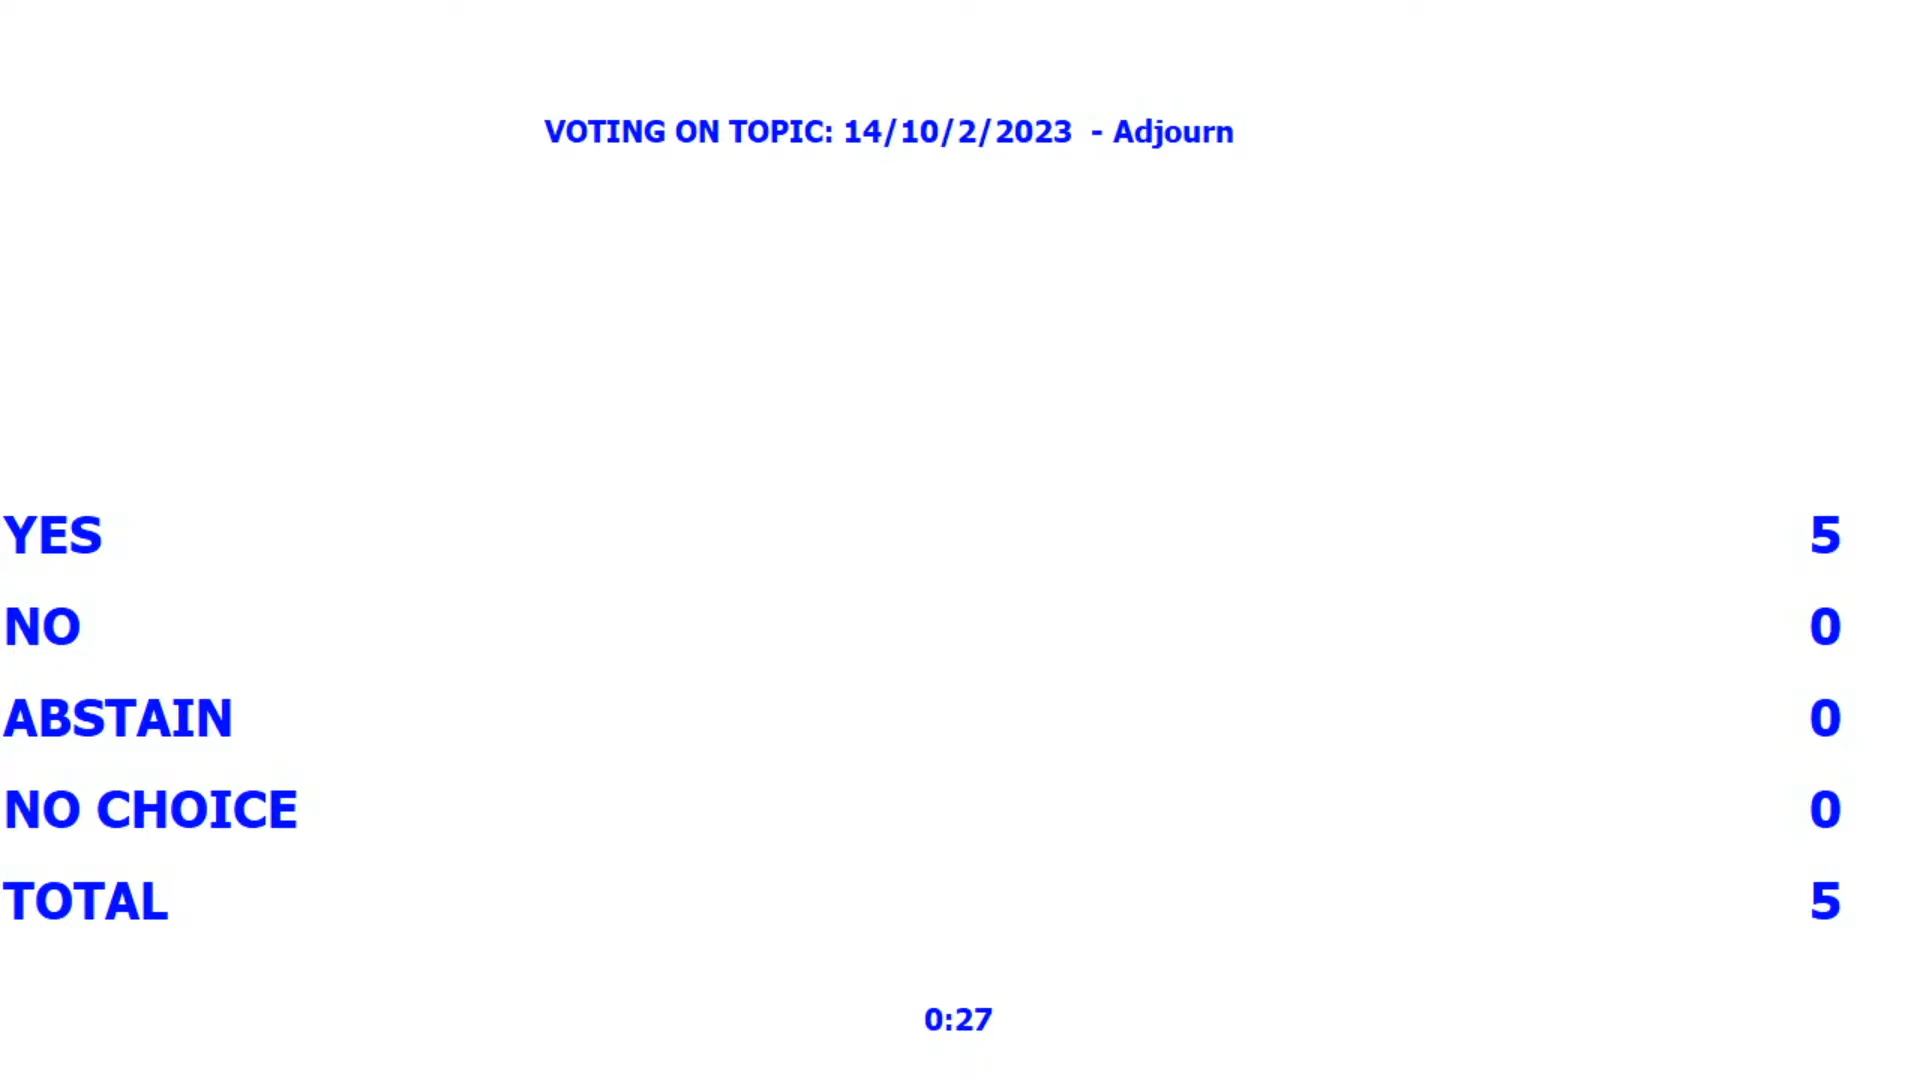 VOTING ON TOPIC: 14/10/2/2023 - Adjourn
YES 5
NO 0
ABSTAIN 0
NO CHOICE 0
TOTAL 5
0:27